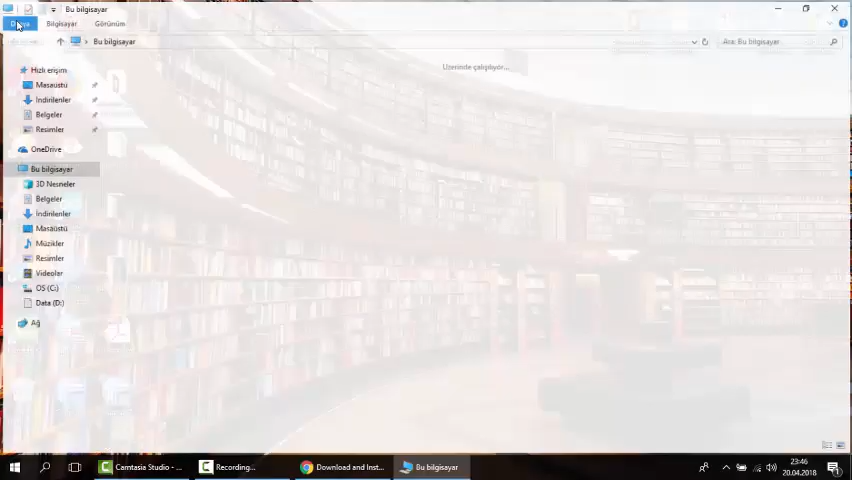 Bu bilgisayar
Dosya
Bilgisayar
Görünüm
Bu bilgisayar
Ara: Bu bilgisayar
Üzerinde çalışılıyor...
Hızlı erişim
Masaüstü
İndirilenler
Belgeler
Resimler
OneDrive
Bu bilgisayar
3D Nesneler
Belgeler
İndirilenler
Masaüstü
Müzikler
Resimler
Videolar
OS (C:)
Data (D:)
Ağ
Camtasia Studio - ...
Recording...
Download and Inst...
Bu bilgisayar
23:46
20.04.2018